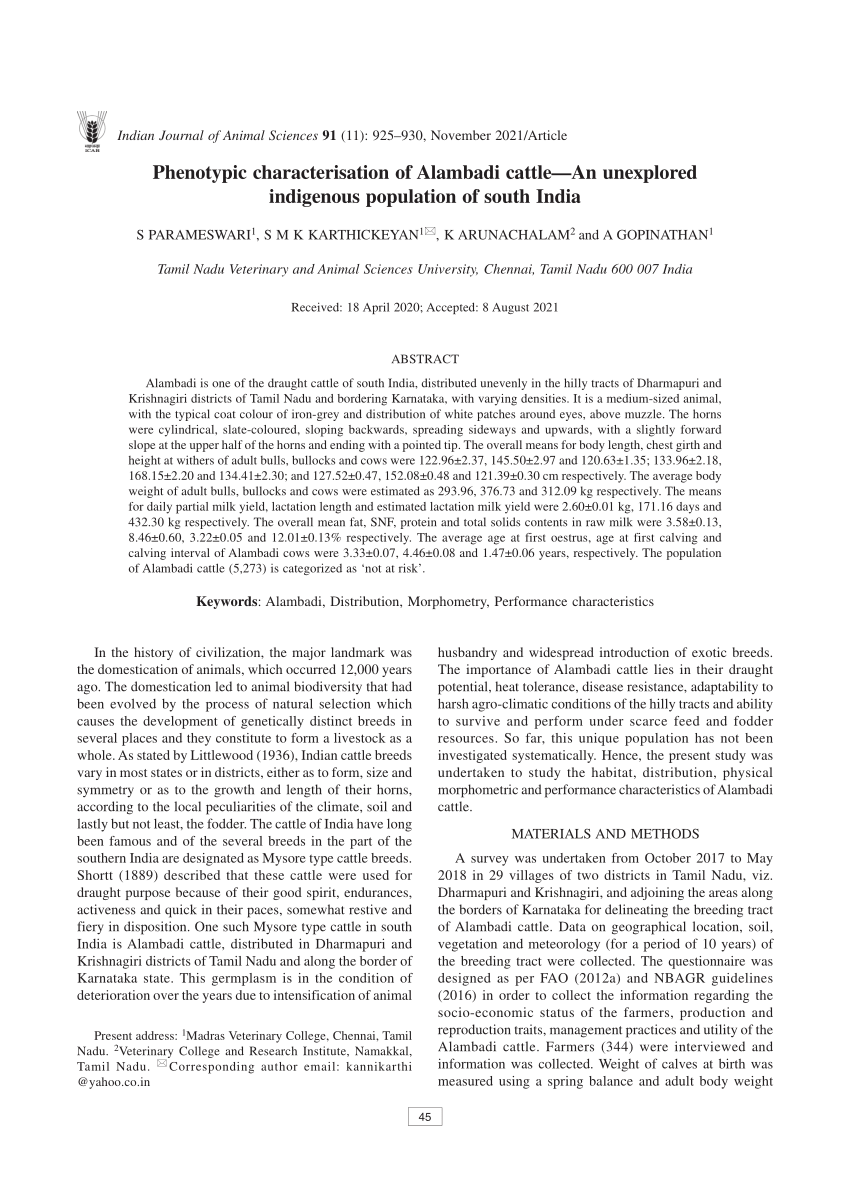 Indian Journal of Animal Sciences 91 (11): 925–930, November 2021/Article
Phenotypic characterisation of Alambadi cattle—An unexplored
indigenous population of south India
S PARAMESWARI1, S M K KARTHICKEYAN1✉, K ARUNACHALAM2 and A GOPINATHAN1
Tamil Nadu Veterinary and Animal Sciences University, Chennai, Tamil Nadu 600 007 India
Received: 18 April 2020; Accepted: 8 August 2021
ABSTRACT
Alambadi is one of the draught cattle of south India, distributed unevenly in the hilly tracts of Dharmapuri and
Krishnagiri districts of Tamil Nadu and bordering Karnataka, with varying densities. It is a medium-sized animal,
with the typical coat colour of iron-grey and distribution of white patches around eyes, above muzzle. The horns
were cylindrical, slate-coloured, sloping backwards, spreading sideways and upwards, with a slightly forward
slope at the upper half of the horns and ending with a pointed tip. The overall means for body length, chest girth and
height at withers of adult bulls, bullocks and cows were 122.96±2.37, 145.50±2.97 and 120.63±1.35; 133.96±2.18,
168.15±2.20 and 134.41±2.30; and 127.52±0.47, 152.08±0.48 and 121.39±0.30 cm respectively. The average body
weight of adult bulls, bullocks and cows were estimated as 293.96, 376.73 and 312.09 kg respectively. The means
for daily partial milk yield, lactation length and estimated lactation milk yield were 2.60±0.01 kg, 171.16 days and
432.30 kg respectively. The overall mean fat, SNF, protein and total solids contents in raw milk were 3.58±0.13,
8.46±0.60, 3.22±0.05 and 12.01±0.13% respectively. The average age at first oestrus, age at first calving and
calving interval of Alambadi cows were 3.33±0.07, 4.46±0.08 and 1.47±0.06 years, respectively. The population
of Alambadi cattle (5,273) is categorized as ‘not at risk’.
Keywords: Alambadi, Distribution, Morphometry, Performance characteristics
In the history of civilization, the major landmark was
the domestication of animals, which occurred 12,000 years
ago. The domestication led to animal biodiversity that had
been evolved by the process of natural selection which
causes the development of genetically distinct breeds in
several places and they constitute to form a livestock as a
whole. As stated by Littlewood (1936), Indian cattle breeds
vary in most states or in districts, either as to form, size and
symmetry or as to the growth and length of their horns,
according to the local peculiarities of the climate, soil and
lastly but not least, the fodder. The cattle of India have long
been famous and of the several breeds in the part of the
southern India are designated as Mysore type cattle breeds.
Shortt (1889) described that these cattle were used for
draught purpose because of their good spirit, endurances,
activeness and quick in their paces, somewhat restive and
fiery in disposition. One such Mysore type cattle in south
India is Alambadi cattle, distributed in Dharmapuri and
Krishnagiri districts of Tamil Nadu and along the border of
Karnataka state. This germplasm is in the condition of
deterioration over the years due to intensification of animal
Present address: 1Madras Veterinary College, Chennai, Tamil
Nadu. 2Veterinary College and Research Institute, Namakkal,
Tamil Nadu. ✉Corresponding author email: kannikarthi
@yahoo.co.in
husbandry and widespread introduction of exotic breeds.
The importance of Alambadi cattle lies in their draught
potential, heat tolerance, disease resistance, adaptability to
harsh agro-climatic conditions of the hilly tracts and ability
to survive and perform under scarce feed and fodder
resources. So far, this unique population has not been
investigated systematically. Hence, the present study was
undertaken to study the habitat, distribution, physical
morphometric and performance characteristics of Alambadi
cattle.
MATERIALS AND METHODS
A survey was undertaken from October 2017 to May
2018 in 29 villages of two districts in Tamil Nadu, viz.
Dharmapuri and Krishnagiri, and adjoining the areas along
the borders of Karnataka for delineating the breeding tract
of Alambadi cattle. Data on geographical location, soil,
vegetation and meteorology (for a period of 10 years) of
the breeding tract were collected. The questionnaire was
designed as per FAO (2012a) and NBAGR guidelines
(2016) in order to collect the information regarding the
socio-economic status of the farmers, production and
reproduction traits, management practices and utility of the
Alambadi cattle. Farmers (344) were interviewed and
information was collected. Weight of calves at birth was
measured using a spring balance and adult body weight
45